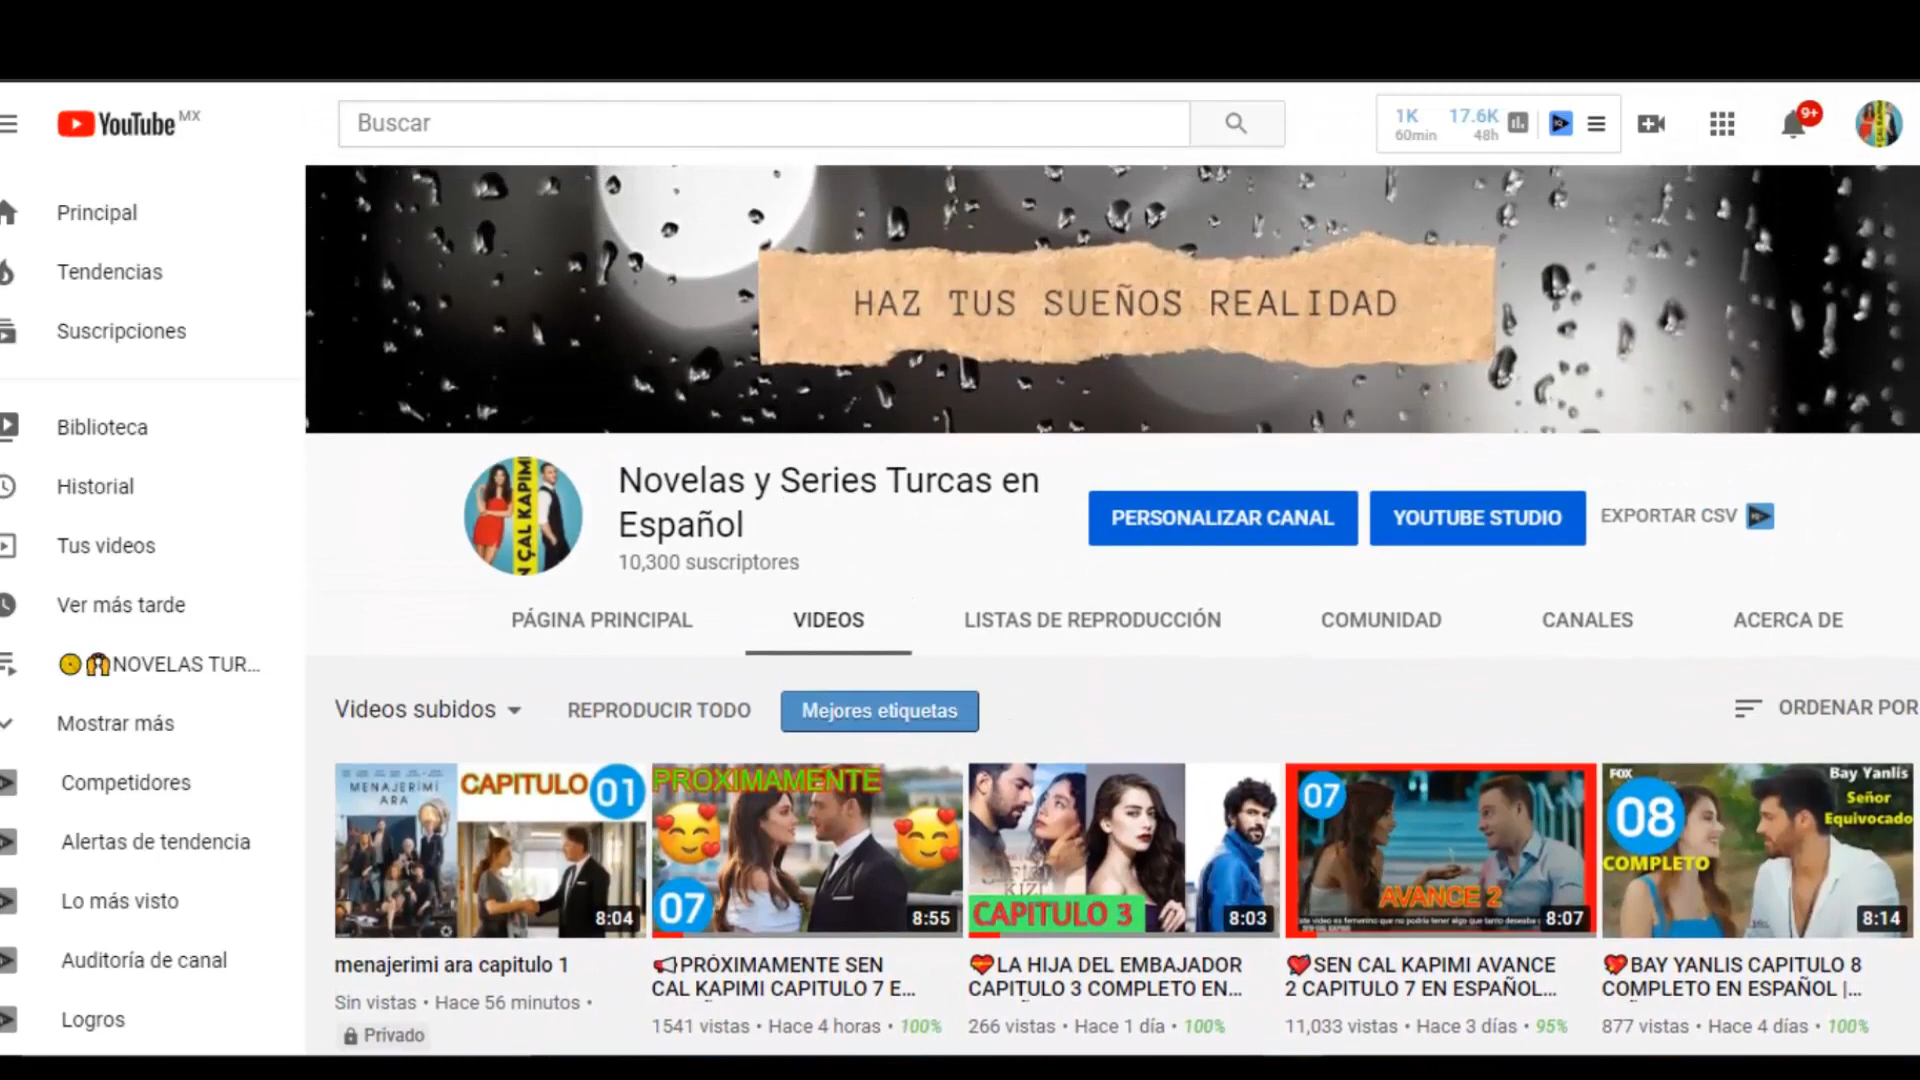 YouTube MX
Buscar
1K
60min
17.6K
48h
9+
Principal
Tendencias
Suscripciones
Biblioteca
Historial
Tus videos
Ver más tarde
NOVELAS TUR...
Mostrar más
Competidores
Alertas de tendencia
Lo más visto
Auditoría de canal
Logros
HAZ TUS SUEÑOS REALIDAD
N ÇAL KAPIMI
Novelas y Series Turcas en
Español
10,300 suscriptores
PERSONALIZAR CANAL
YOUTUBE STUDIO
EXPORTAR CSV
PÁGINA PRINCIPAL
VIDEOS
LISTAS DE REPRODUCCIÓN
COMUNIDAD
CANALES
ACERCA DE
Videos subidos
REPRODUCIR TODO
Mejores etiquetas
ORDENAR POR
MENAJERIMI
ARA
CAPITULO 01
8:04
menajerimi ara capitulo 1
Sin vistas • Hace 56 minutos •
Privado
PROXIMAMENTE
07
8:55
PRÓXIMAMENTE SEN
CAL KAPIMI CAPITULO 7 E...
1541 vistas • Hace 4 horas • 100%
KIZI
CAPITULO 3
8:03
LA HIJA DEL EMBAJADOR
CAPITULO 3 COMPLETO EN...
266 vistas • Hace 1 día • 100%
07
AVANCE 2
8:07
SEN CAL KAPIMI AVANCE
2 CAPITULO 7 EN ESPAÑOL...
11,033 vistas • Hace 3 días • 95%
FOX
Bay Yanlis
Señor
Equivocado
08
COMPLETO
8:14
BAY YANLIS CAPITULO 8
COMPLETO EN ESPAÑOL |...
877 vistas • Hace 4 días • 100%